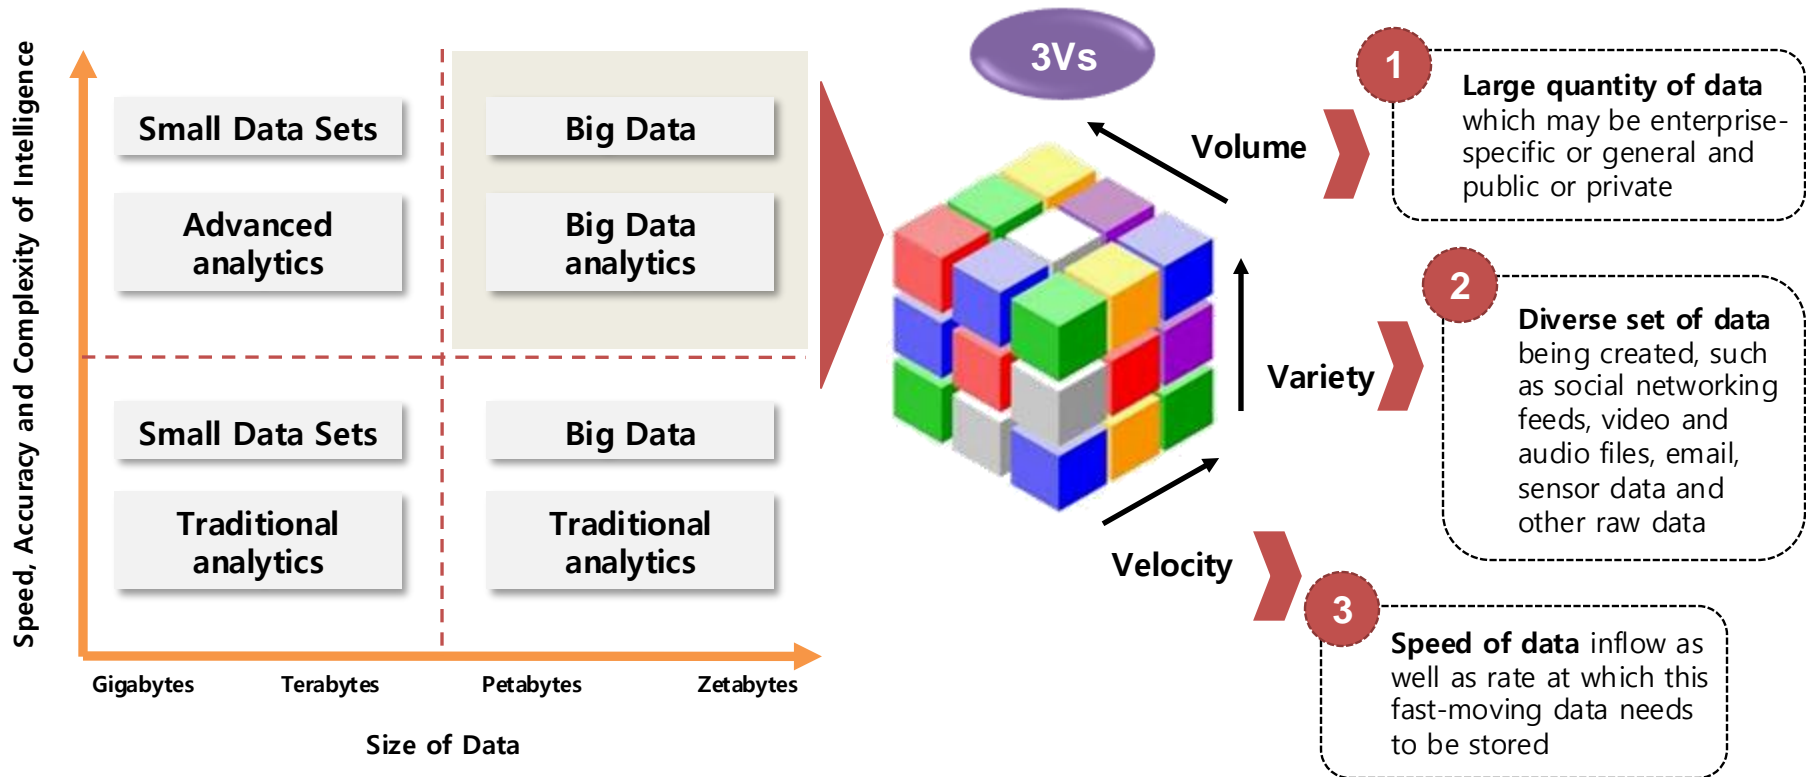 Speed, Accuracy and Complexity of Intelligence
Small Data Sets
Advanced
analytics
Big Data
Big Data
analytics
Small Data Sets
Traditional
analytics
Big Data
Traditional
analytics
Gigabytes
Terabytes
Petabytes
Zetabytes
Size of Data
3Vs
Volume
1
Large quantity of data
which may be enterprise-
specific or general and
public or private
Variety
2
Diverse set of data
being created, such
as social networking
feeds, video and
audio files, email,
sensor data and
other raw data
Velocity
3
Speed of data inflow as
well as rate at which this
fast-moving data needs
to be stored